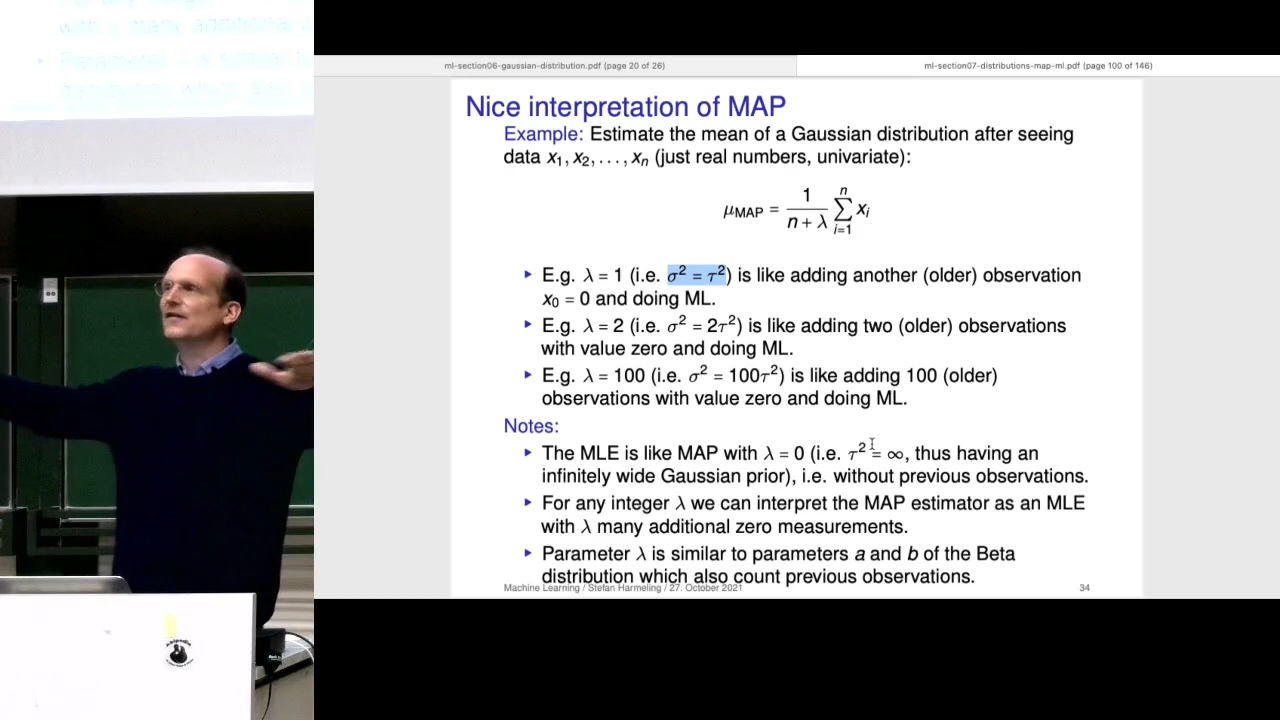 ml-section06-gaussian-distribution.pdf (page 20 of 26)
ml-section07-distributions-map-ml.pdf (page 100 of 146)
Nice interpretation of MAP
Example: Estimate the mean of a Gaussian distribution after seeing
data x₁, x₂, . . . , xₙ (just real numbers, univariate):
μMAP = 1/(n + λ) ∑ⁿᵢ₌₁ xᵢ
▸ E.g. λ = 1 (i.e. σ² = τ²) is like adding another (older) observation
x₀ = 0 and doing ML.
▸ E.g. λ = 2 (i.e. σ² = 2τ²) is like adding two (older) observations
with value zero and doing ML.
▸ E.g. λ = 100 (i.e. σ² = 100τ²) is like adding 100 (older)
observations with value zero and doing ML.
Notes:
▸ The MLE is like MAP with λ = 0 (i.e. τ² = ∞, thus having an
infinitely wide Gaussian prior), i.e. without previous observations.
▸ For any integer λ we can interpret the MAP estimator as an MLE
with λ many additional zero measurements.
▸ Parameter λ is similar to parameters a and b of the Beta
distribution which also count previous observations.
Machine Learning / Stefan Harmeling / 27. October 2021
34